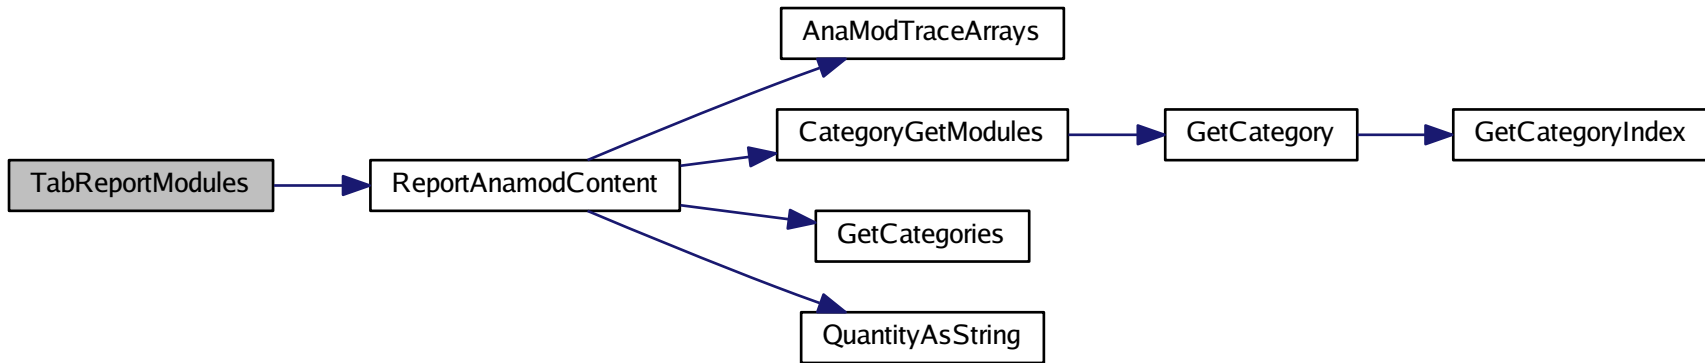 AnaModTraceArrays
CategoryGetModules
GetCategory
GetCategoryIndex
TabReportModules
ReportAnamodContent
GetCategories
QuantityAsString